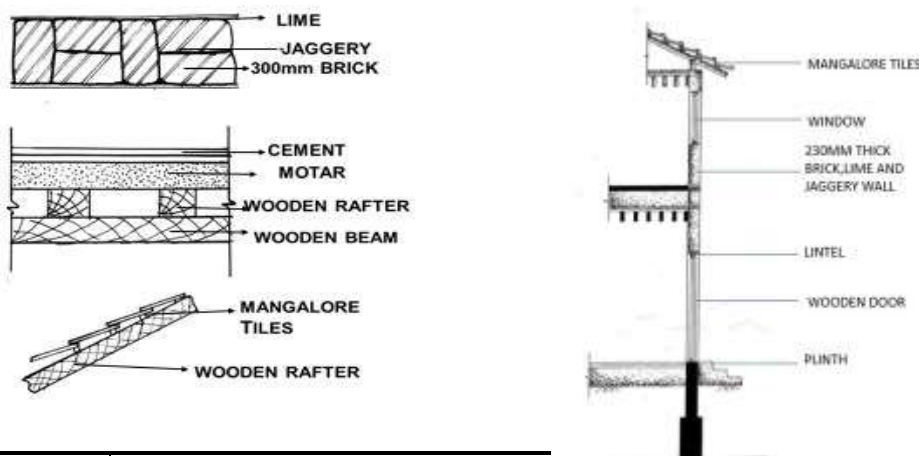 LIME
JAGGERY
300mm BRICK
CEMENT
MOTAR
WOODEN RAFTER
WOODEN BEAM
MANGALORE
TILES
WOODEN RAFTER
MANGALORE TILES
WINDOW
230MM THICK
BRICK,LIME AND
JAGGERY WALL
LINTEL
WOODEN DOOR
PLINTH